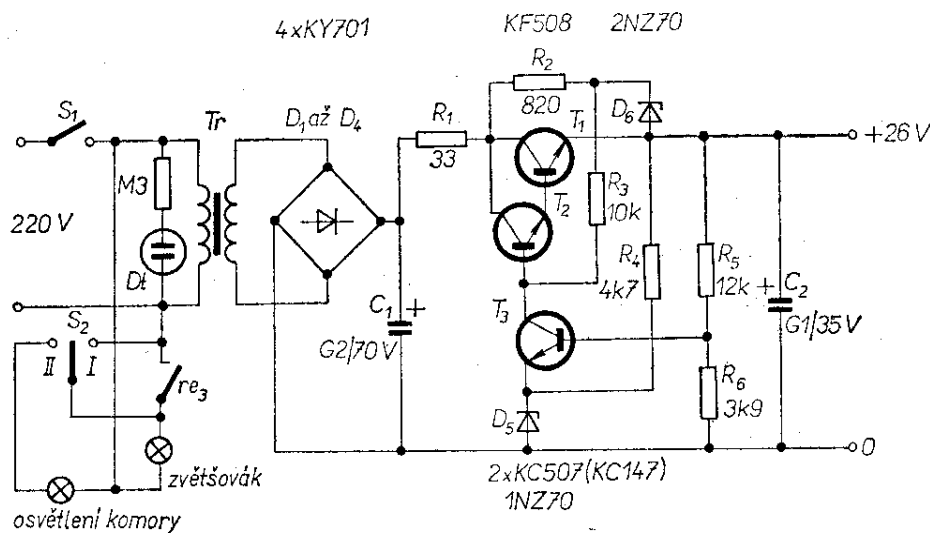 4xKY701
KF508
2NZ70
R2
820
S1
Tr
D1 až D4
R1
33
T1
D6
+26V
M3
T2
R3
10k
220 V
Dt
R4
4k7
R5
12k
C2
G1/35V
C1
G2/70V
T3
S2
II
I
re3
R6
3k9
D5
0
zvětšovák
2xKC507(KC147)
1NZ70
osvětlení komory